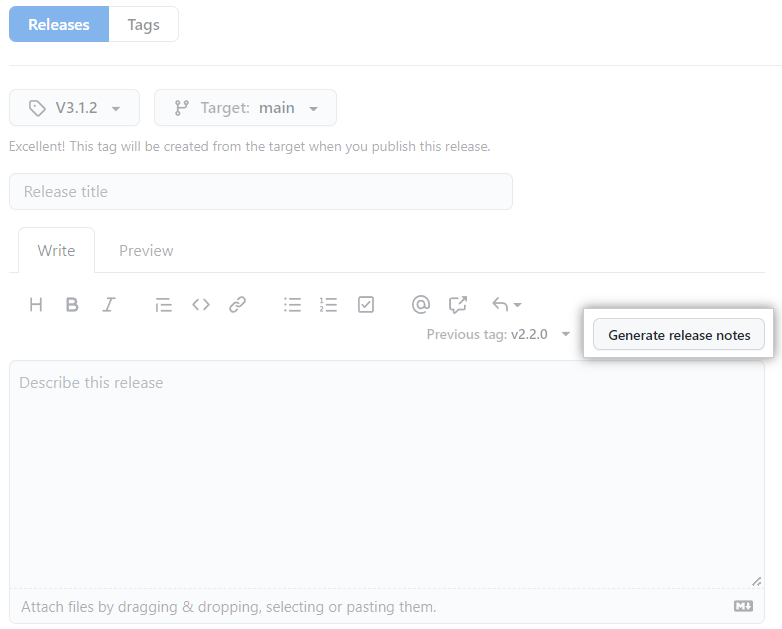 Releases Tags
V3.1.2 Target: main
Excellent! This tag will be created from the target when you publish this release.
Release title
Write Preview
Previous tag: v2.2.0 Generate release notes
Describe this release
Attach files by dragging & dropping, selecting or pasting them.